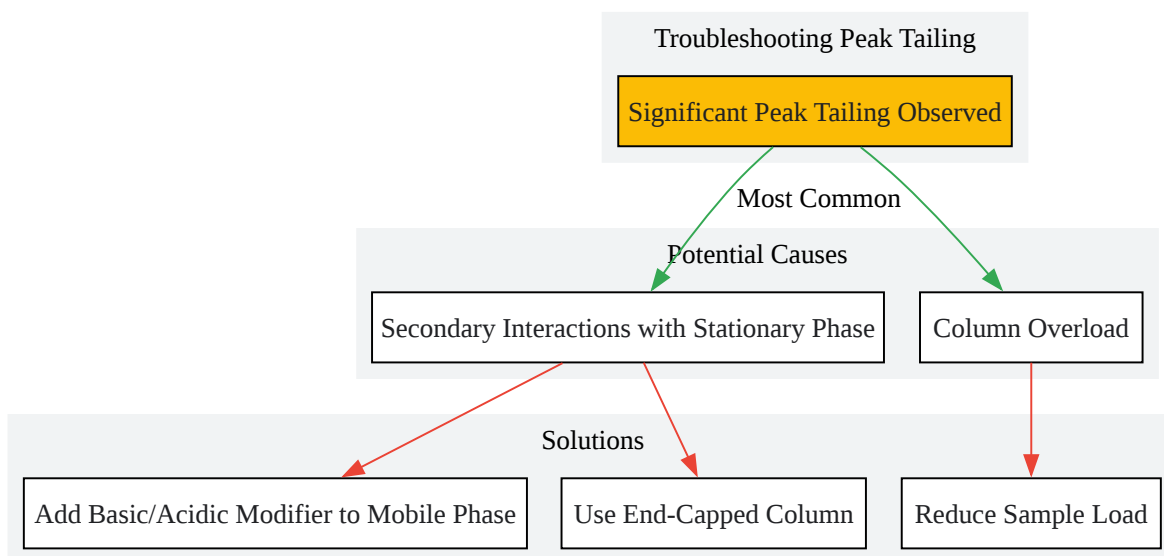 Troubleshooting Peak Tailing
Significant Peak Tailing Observed
Most Common
Potential Causes
Secondary Interactions with Stationary Phase
Column Overload
Solutions
Add Basic/Acidic Modifier to Mobile Phase
Use End-Capped Column
Reduce Sample Load